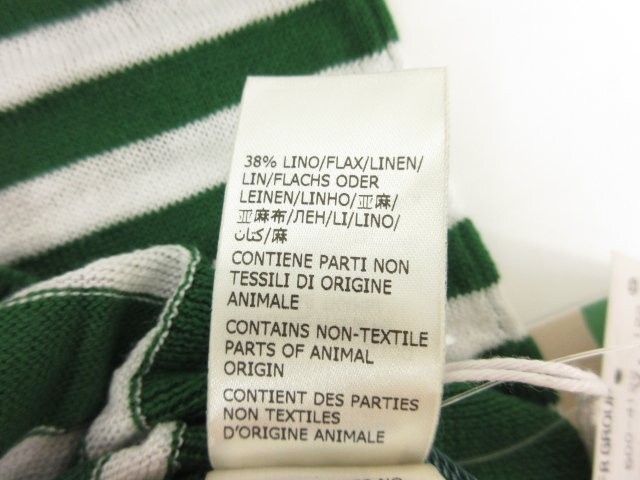 38% LINO/FLAX/LINEN/
LIN/FLACHS ODER
LEINEN/LINHO/亚麻/
亚麻布/ЛЕН/LI/LINO/
كتان/麻
CONTIENE PARTI NON
TESSILI DI ORIGINE
ANIMALE
CONTAINS NON-TEXTILE
PARTS OF ANIMAL
ORIGIN
CONTIENT DES PARTIES
NON TEXTILES
D'ORIGINE ANIMALE